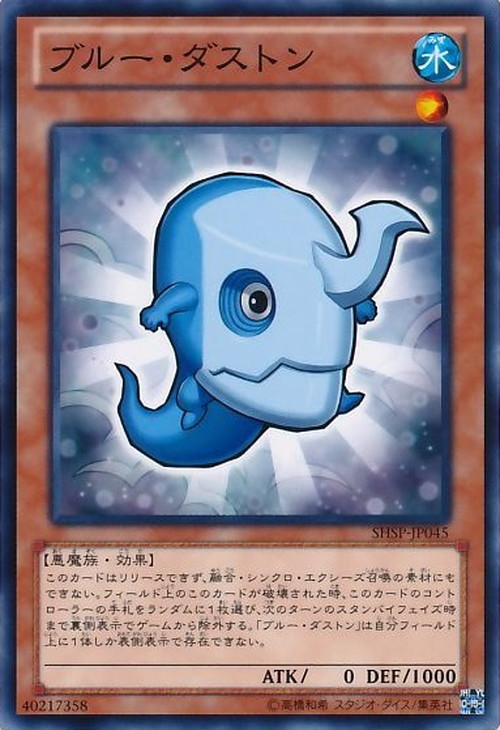 ブルー・ダストン
水
SHSP-JP045
【悪魔族・効果】
このカードはリリースできず、融合・シンクロ・エクシーズ召喚の素材にも
できない。フィールド上のこのカードが破壊された時、このカードのコント
ローラーの手札をランダムに1枚選び、次のターンのスタンバイフェイズ時
まで裏側表示でゲームから除外する。「ブルー・ダストン」は自分フィールド
上に1体しか表側表示で存在できない。
ATK/ 0 DEF/1000
40217358
©高橋和希 スタジオ・ダイス/集英社